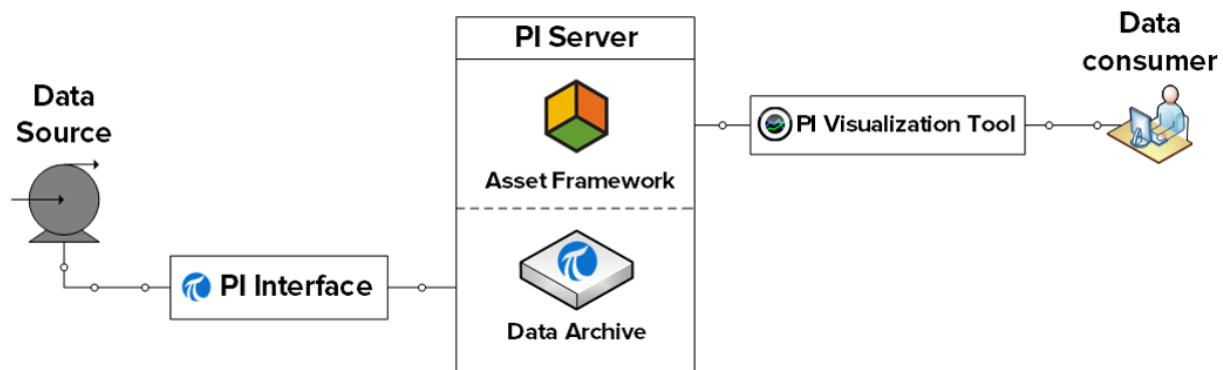 Data
Source
PI Interface
PI Server
Asset Framework
Data Archive
PI Visualization Tool
Data
consumer